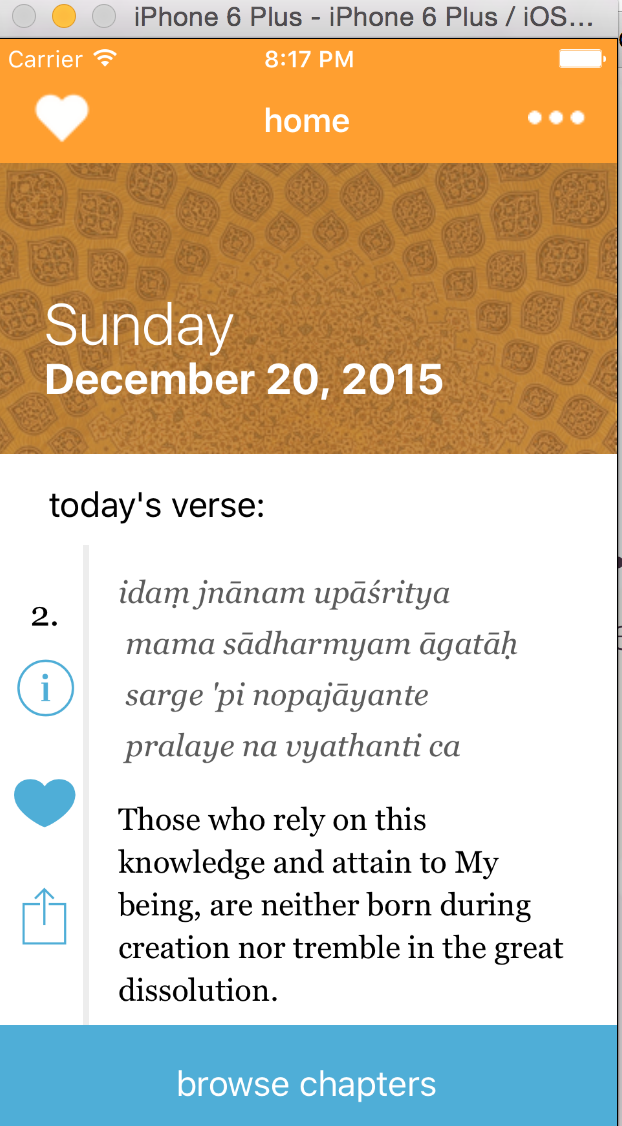 iPhone 6 Plus - iPhone 6 Plus / iOS...
Carrier 8:17 PM
home
Sunday
December 20, 2015
today's verse:
2.
i
idaṃ jnānam upāśritya
mama sādharmyam āgatāḥ
sarge 'pi nopajāyante
pralaye na vyathanti ca
Those who rely on this
knowledge and attain to My
being, are neither born during
creation nor tremble in the great
dissolution.
browse chapters